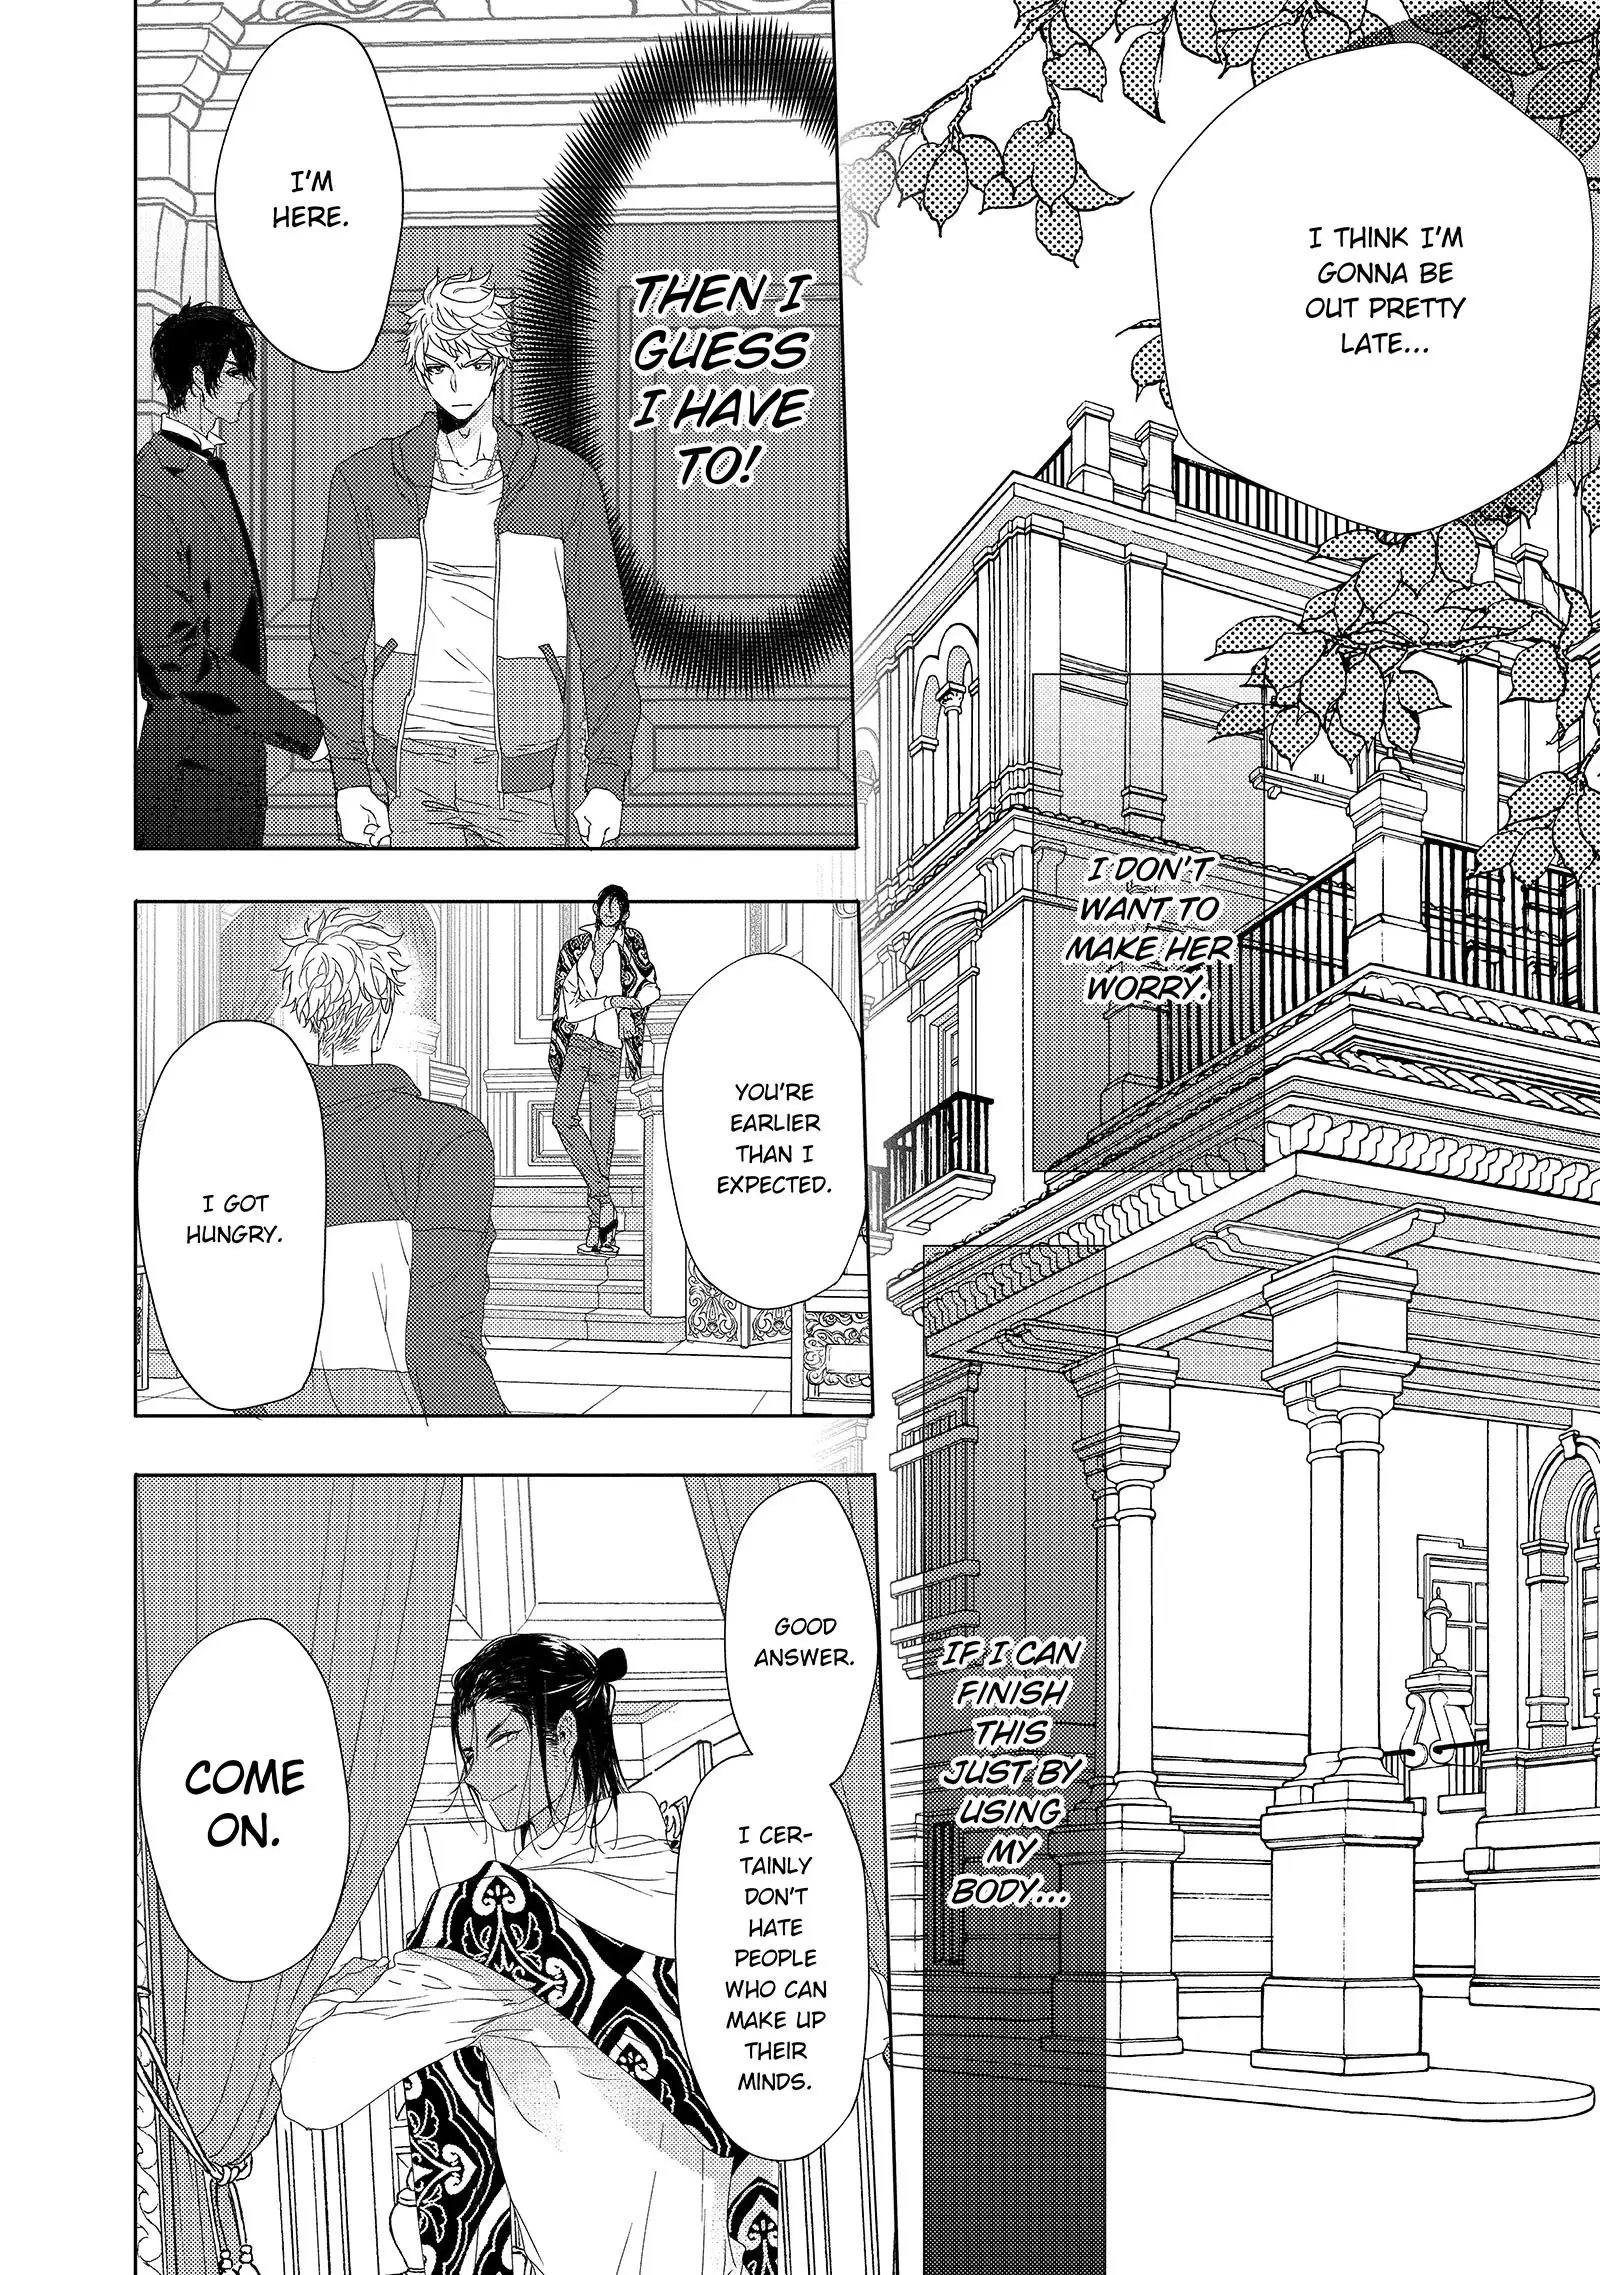 I THINK I'M
GONNA BE
OUT PRETTY
LATE...
I DON'T
WANT TO
MAKE HER
WORRY.
IF I CAN
FINISH
THIS
JUST BY
USING
MY
BODY...
THEN I
GUESS
I HAVE
TO!
I'M
HERE.
YOU'RE
EARLIER
THAN I
EXPECTED.
I GOT
HUNGRY.
GOOD
ANSWER.
I CER-
TAINLY
DON'T
HATE
PEOPLE
WHO CAN
MAKE UP
THEIR
MINDS.
COME
ON.